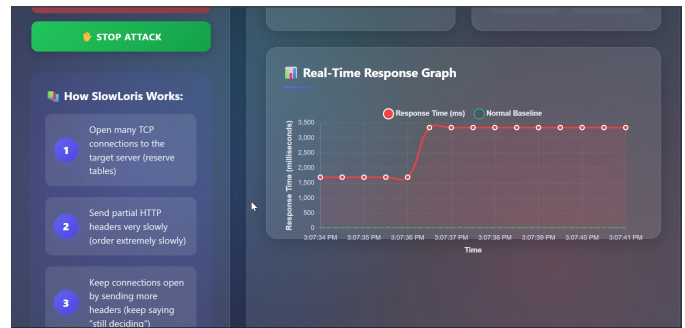 ✋ STOP ATTACK
📚 How SlowLoris Works:
1
Open many TCP
connections to the
target server (reserve
tables)
2
Send partial HTTP
headers very slowly
(order extremely slowly)
3
Keep connections open
by sending more
headers (keep saying
"still deciding")
📊 Real-Time Response Graph
Response Time (ms) Normal Baseline
Response Time (milliseconds)
3,500
3,000
2,500
2,000
1,500
1,000
500
0
3:07:34 PM 3:07:35 PM 3:07:36 PM 3:07:37 PM 3:07:38 PM 3:07:39 PM 3:07:40 PM 3:07:41 PM
Time